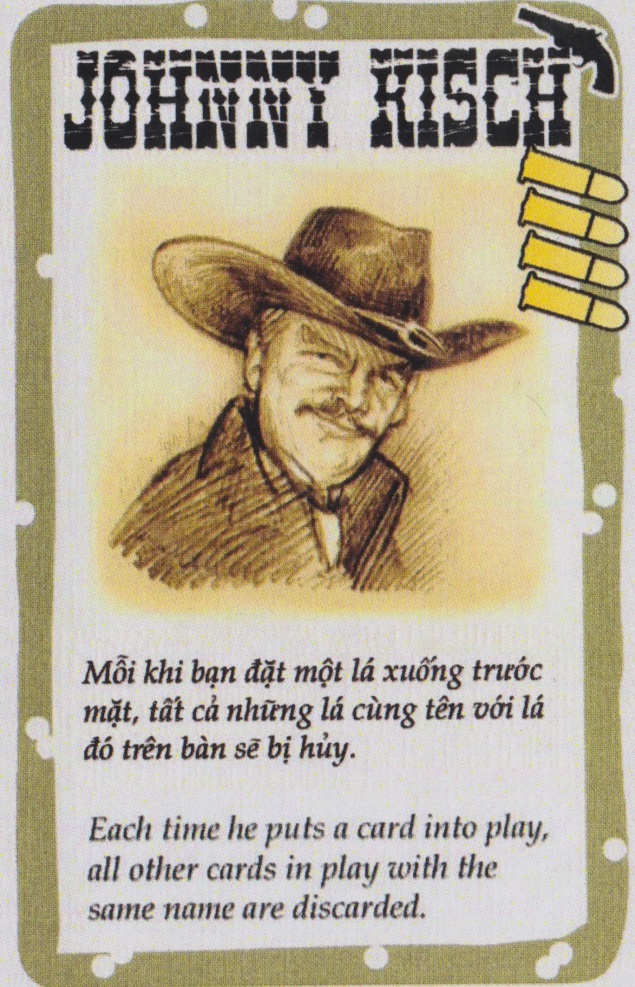 JOHNNY KISCH
Mỗi khi bạn đặt một lá xuống trước
mặt, tất cả những lá cùng tên với lá
đó trên bàn sẽ bị hủy.
Each time he puts a card into play,
all other cards in play with the
same name are discarded.